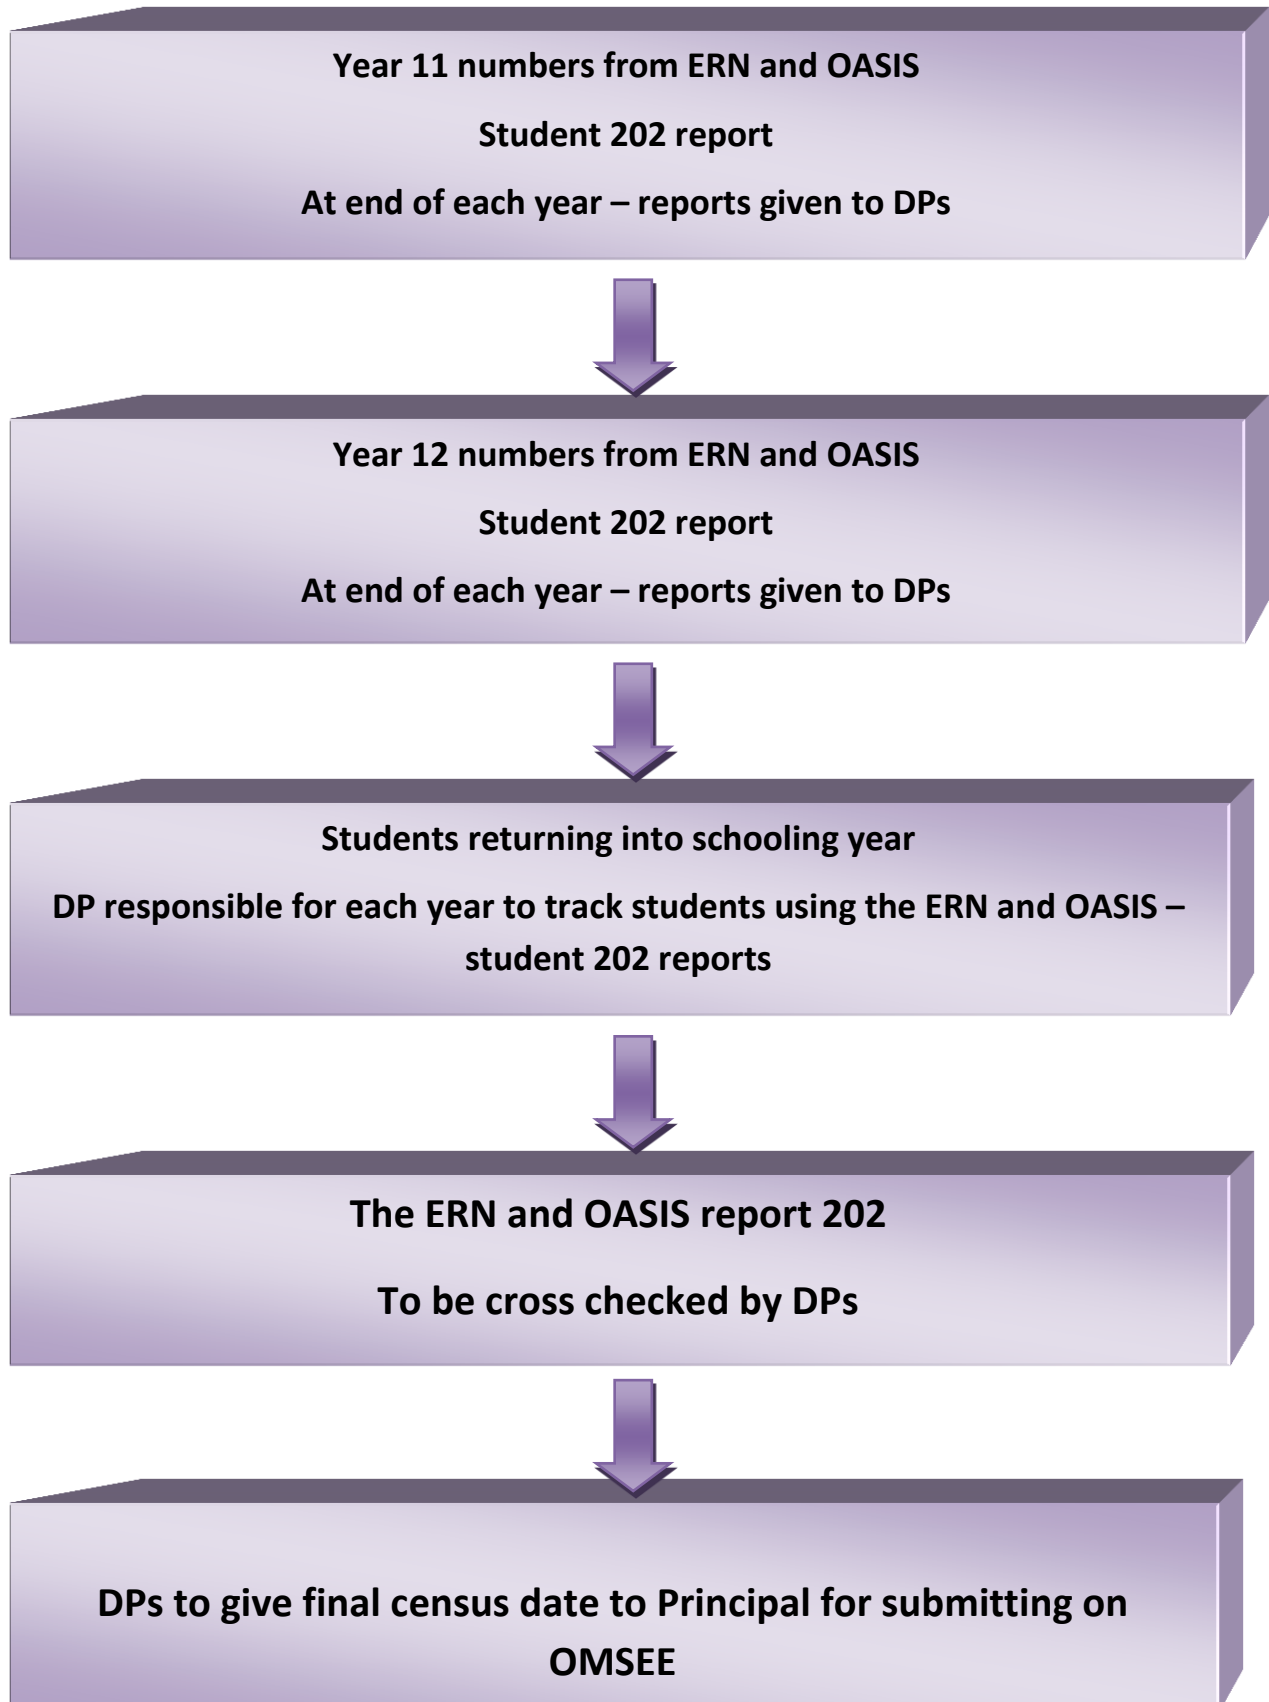 Year 11 numbers from ERN and OASIS
Student 202 report
At end of each year – reports given to DPs
Year 12 numbers from ERN and OASIS
Student 202 report
At end of each year – reports given to DPs
Students returning into schooling year
DP responsible for each year to track students using the ERN and OASIS –
student 202 reports
The ERN and OASIS report 202
To be cross checked by DPs
DPs to give final census date to Principal for submitting on
OMSEE